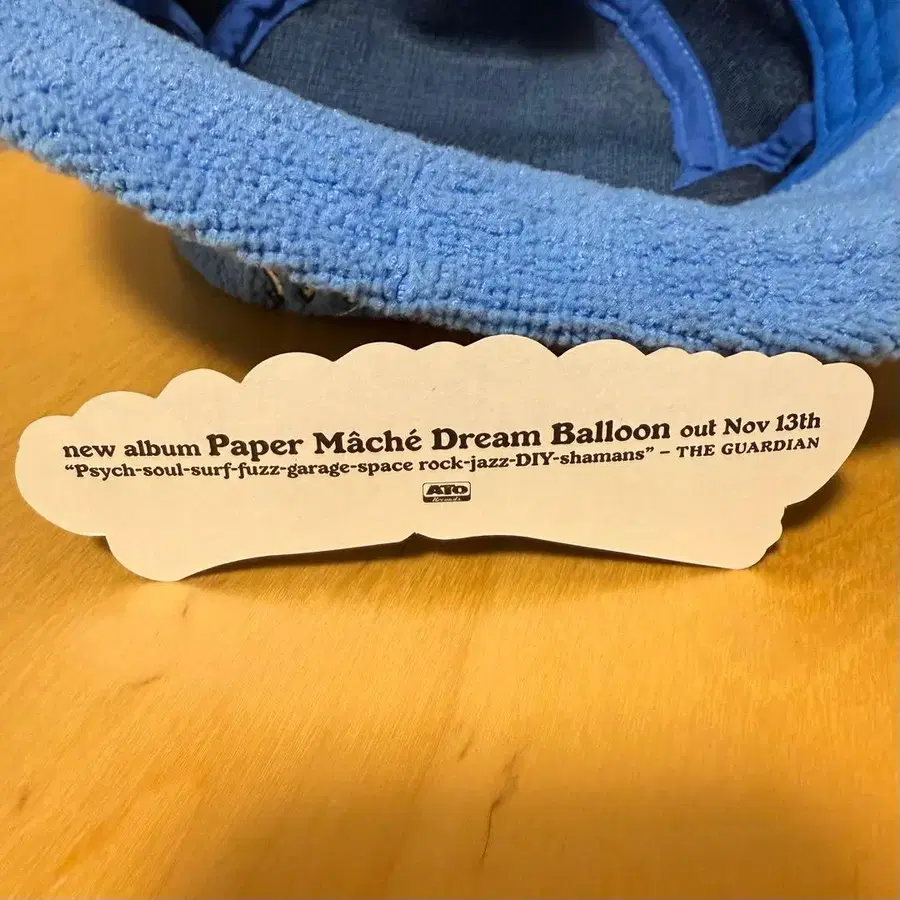 new album Paper Mâché Dream Balloon out Nov 13th
“Psych-soul-surf-fuzz-garage-space rock-jazz-DIY-shamans” – THE GUARDIAN
ATO
Records